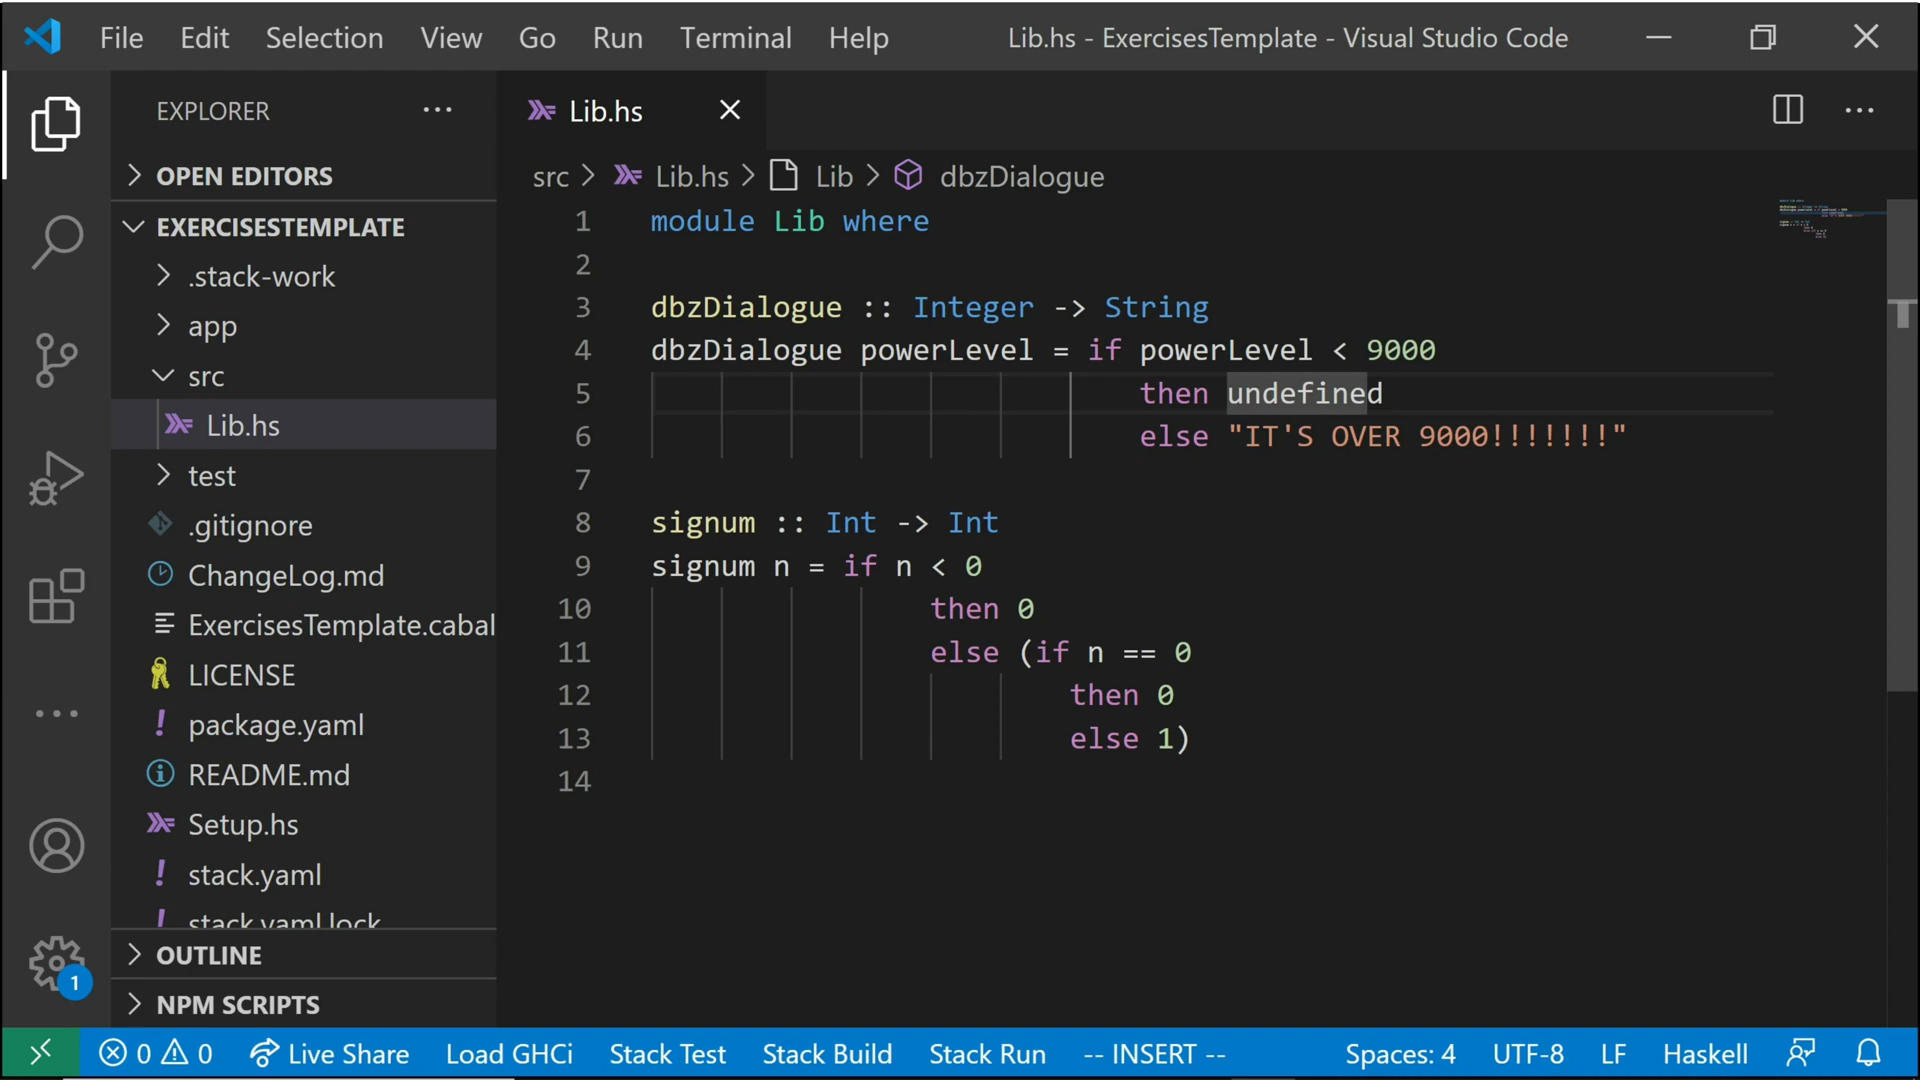 File Edit Selection View Go Run Terminal Help Lib.hs - ExercisesTemplate - Visual Studio Code
EXPLORER
OPEN EDITORS
EXERCISESTEMPLATE
.stack-work
app
src
Lib.hs
test
.gitignore
ChangeLog.md
ExercisesTemplate.cabal
LICENSE
package.yaml
README.md
Setup.hs
stack.yaml
stack.yaml.lock
OUTLINE
NPM SCRIPTS
1
Lib.hs
src > Lib.hs > Lib > dbzDialogue
1 module Lib where
2
3 dbzDialogue :: Integer -> String
4 dbzDialogue powerLevel = if powerLevel < 9000
5 then undefined
6 else "IT'S OVER 9000!!!!!!!"
7
8 signum :: Int -> Int
9 signum n = if n < 0
10 then 0
11 else (if n == 0
12 then 0
13 else 1)
14
0 0 Live Share Load GHCi Stack Test Stack Build Stack Run -- INSERT -- Spaces: 4 UTF-8 LF Haskell